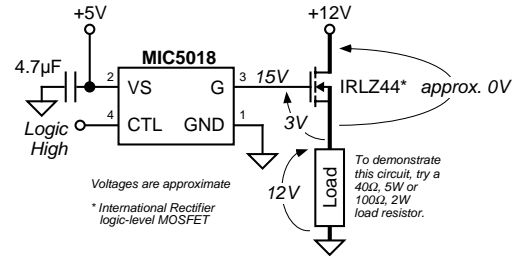 +5V
+12V
4.7µF
MIC5018
2
VS
G
3
15V
IRLZ44*
approx. 0V
Logic
High
4
CTL
GND
1
3V
Voltages are approximate
* International Rectifier
logic-level MOSFET
12V
Load
To demonstrate
this circuit, try a
40Ω, 5W or
100Ω, 2W
load resistor.